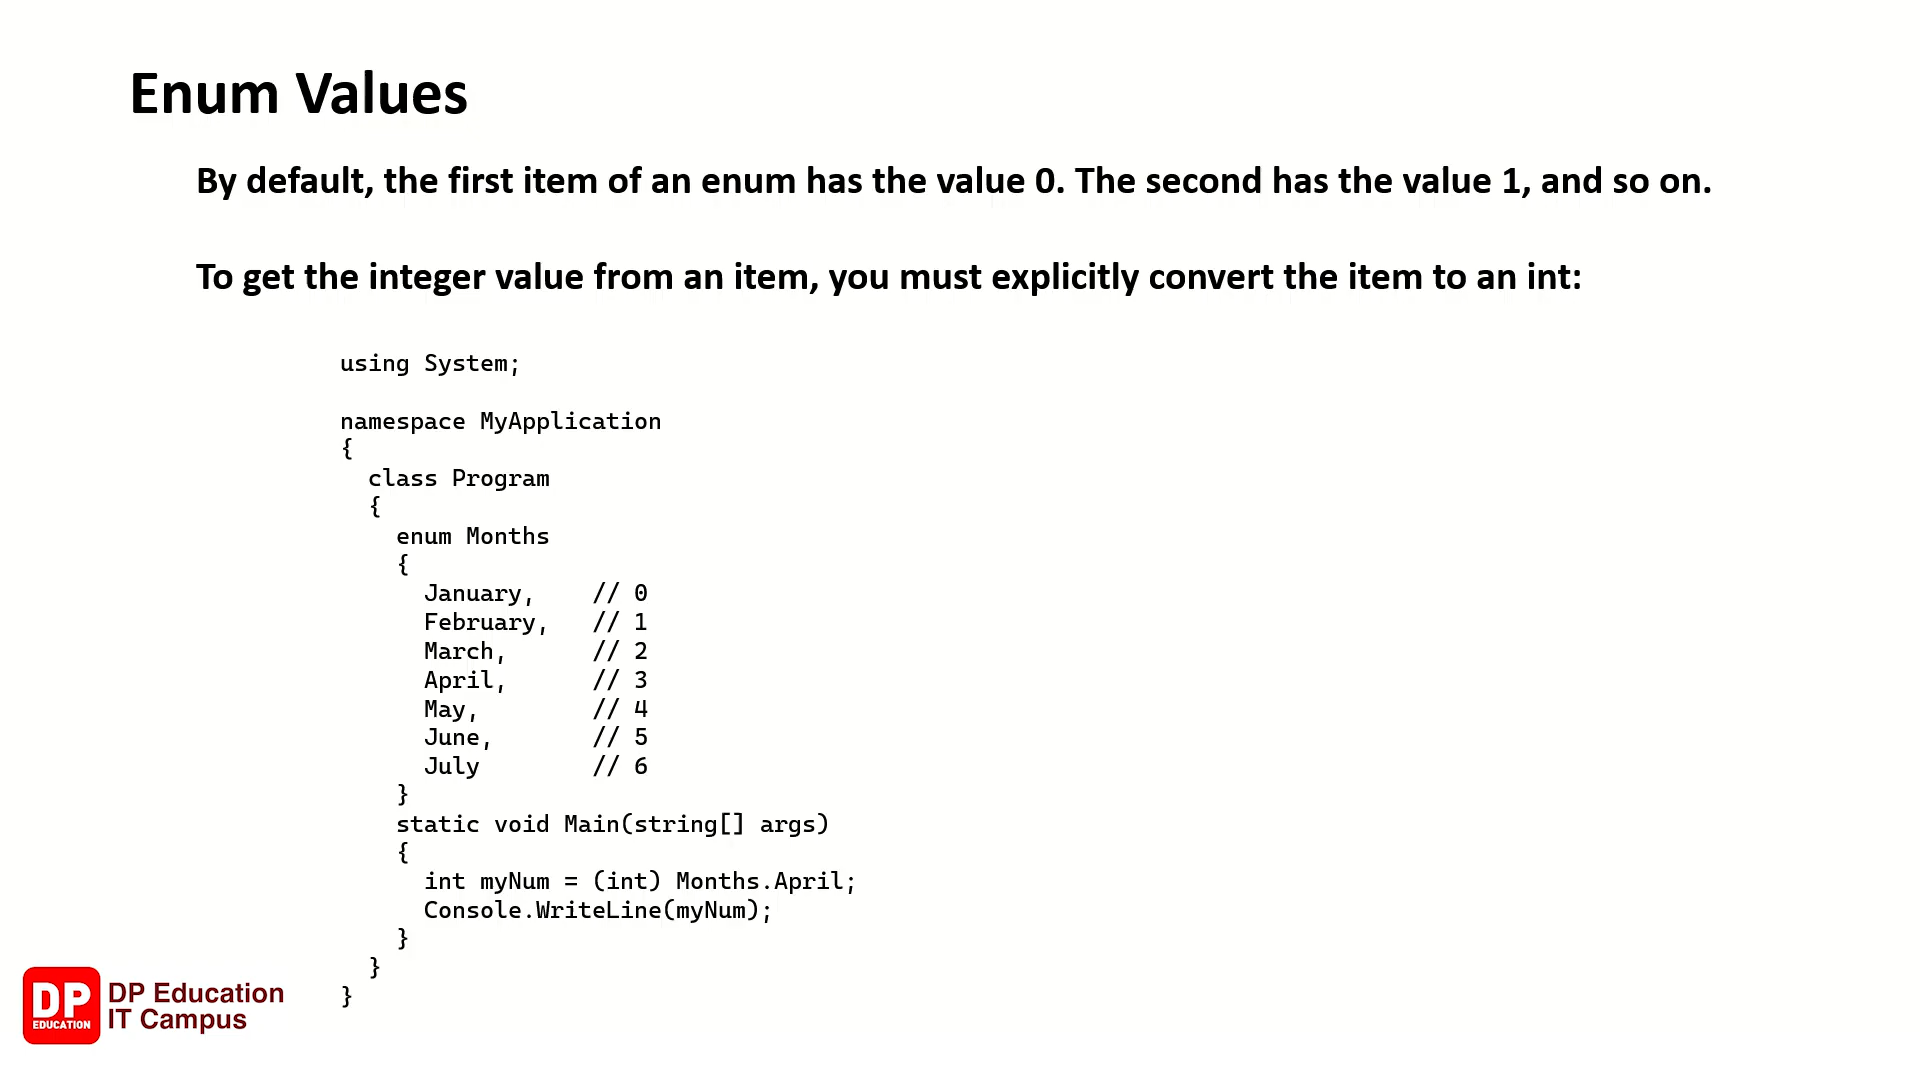 Enum Values
By default, the first item of an enum has the value 0. The second has the value 1, and so on.
To get the integer value from an item, you must explicitly convert the item to an int:
using System;
namespace MyApplication
{
  class Program
  {
    enum Months
    {
      January,    // 0
      February,   // 1
      March,      // 2
      April,      // 3
      May,        // 4
      June,       // 5
      July        // 6
    }
    static void Main(string[] args)
    {
      int myNum = (int) Months.April;
      Console.WriteLine(myNum);
    }
  }
}
DP
EDUCATION
DP Education
IT Campus